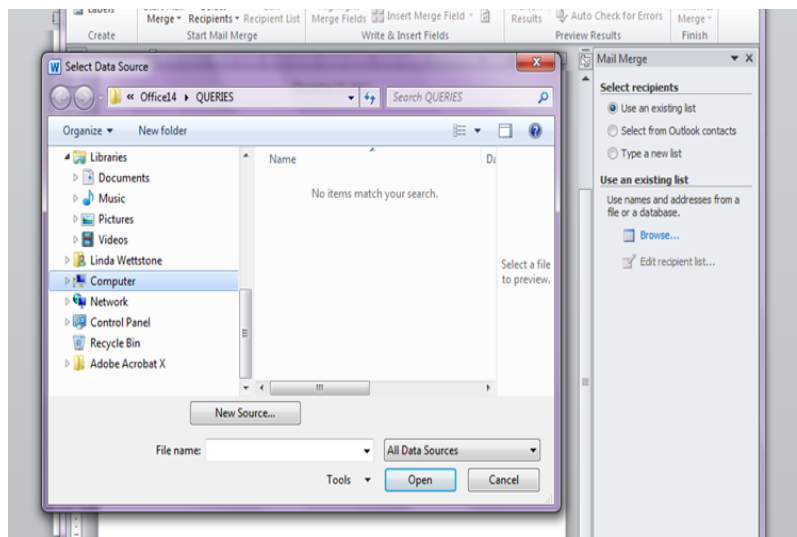 Labels
Merge Recipients Recipient List Merge Fields Insert Merge Field Results Auto Check for Errors Merge
Create Start Mail Merge Write & Insert Fields Preview Results Finish
W Select Data Source
« Office14 QUERIES Search QUERIES
Organize New folder
Libraries
Documents
Music
Pictures
Videos
Linda Wettstone
Computer
Network
Control Panel
Recycle Bin
Adobe Acrobat X
Name
No items match your search.
Select a file
to preview.
New Source...
File name: All Data Sources
Tools Open Cancel
Mail Merge X
Select recipients
Use an existing list
Select from Outlook contacts
Type a new list
Use an existing list
Use names and addresses from a
file or a database.
Browse...
Edit recipient list...